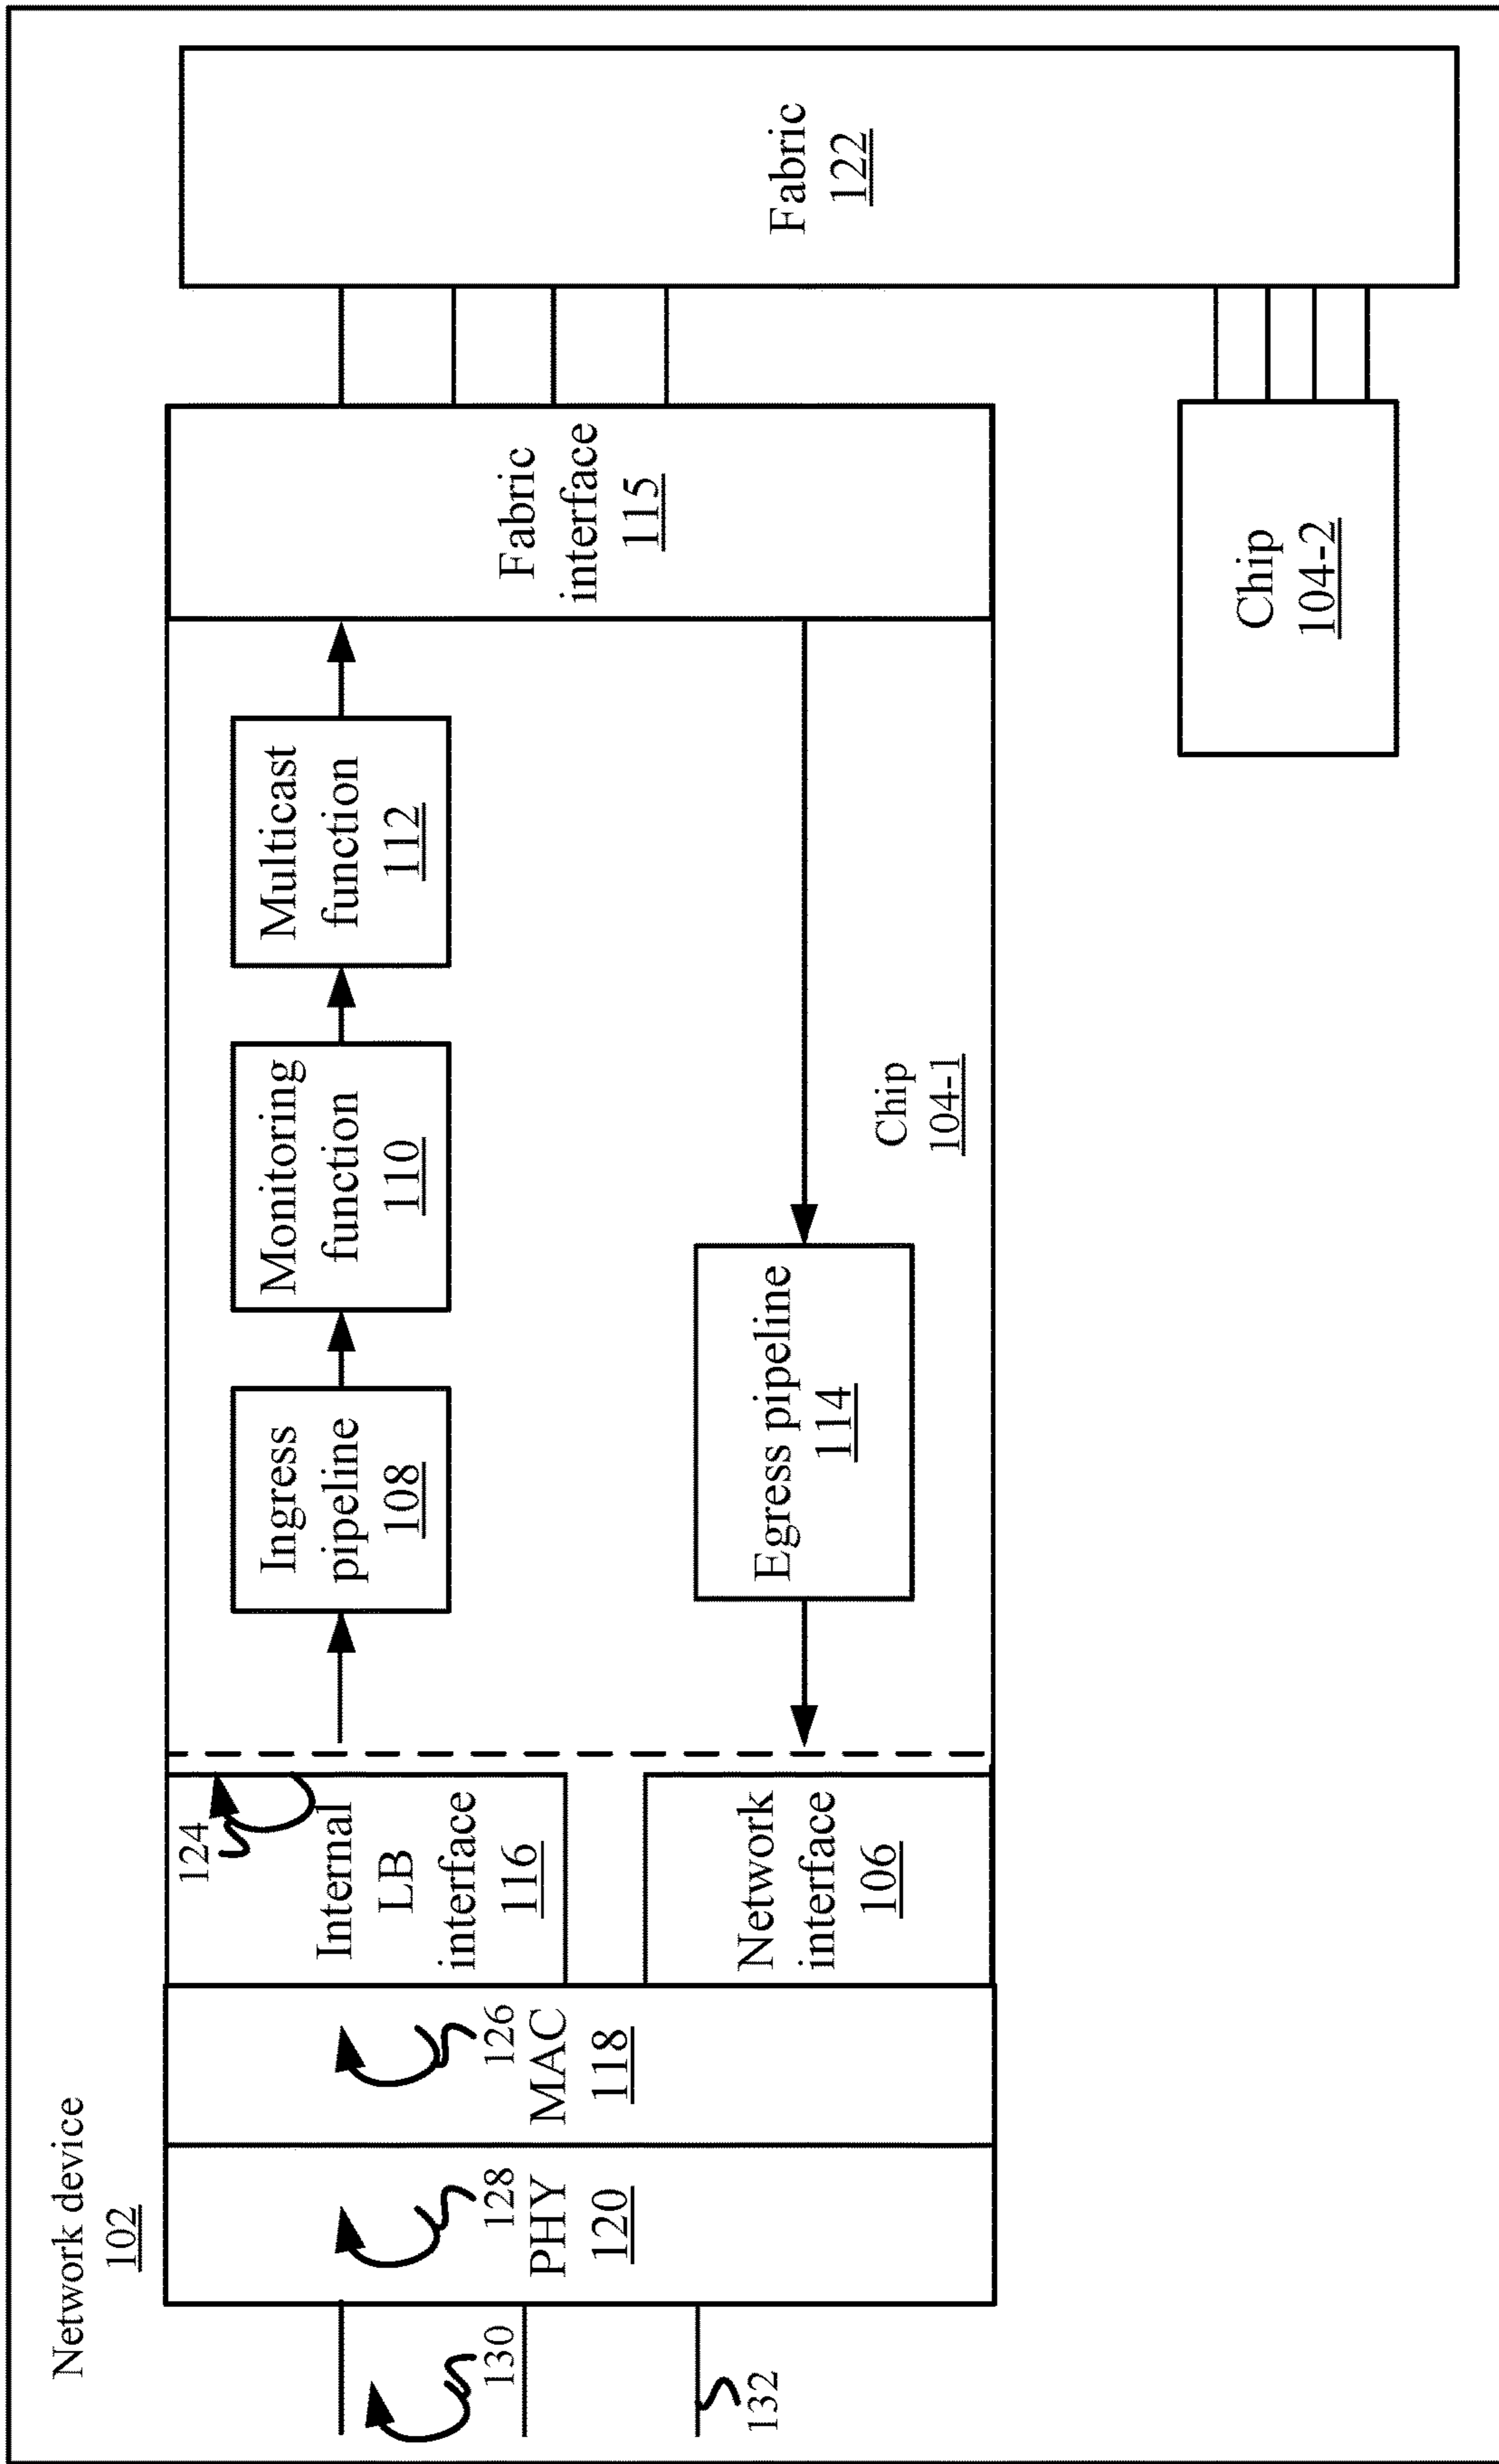 Network device
102
130
132
128
PHY
120
126
MAC
118
124
Internal
LB
interface
116
Network
interface
106
Ingress
pipeline
108
Monitoring
function
110
Multicast
function
112
Egress pipeline
114
Chip
104-1
Fabric
interface
115
Chip
104-2
Fabric
122